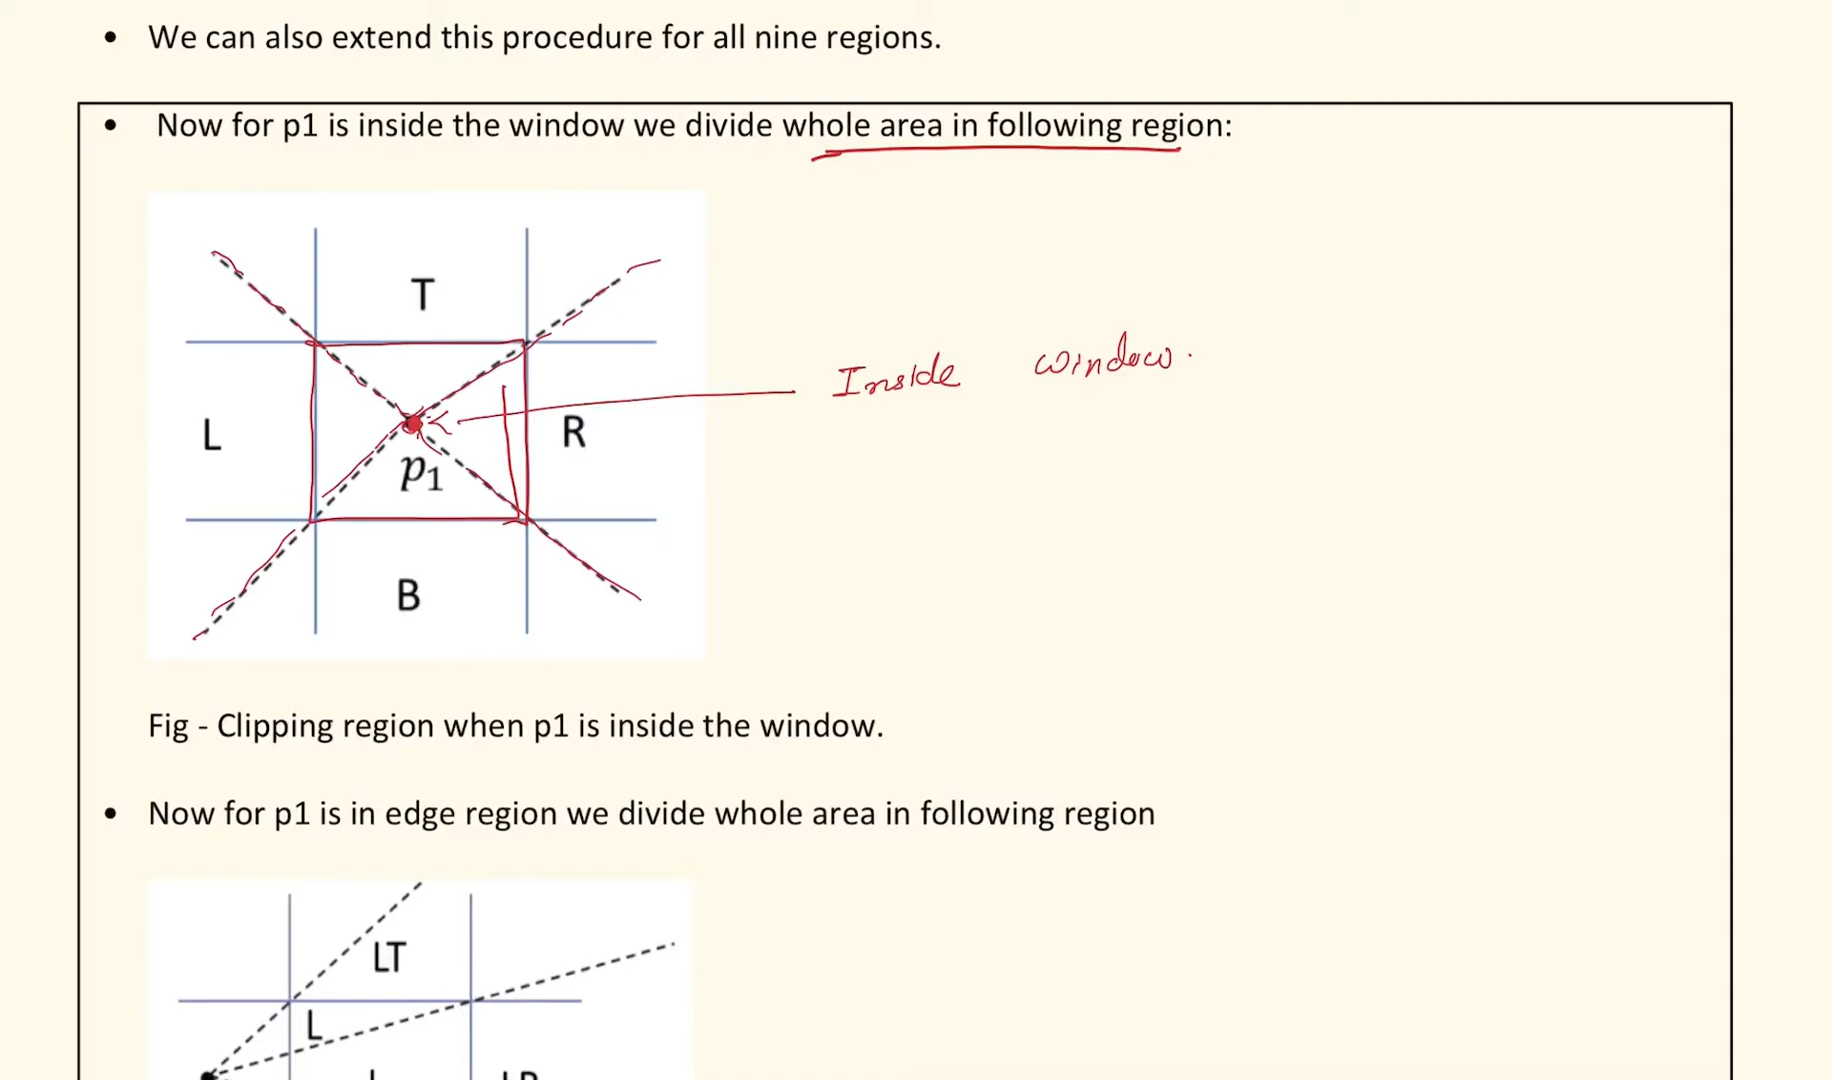 • We can also extend this procedure for all nine regions.
• Now for p1 is inside the window we divide whole area in following region:
T
Inside window.
L
R
p1
B
Fig - Clipping region when p1 is inside the window.
• Now for p1 is in edge region we divide whole area in following region
LT
L